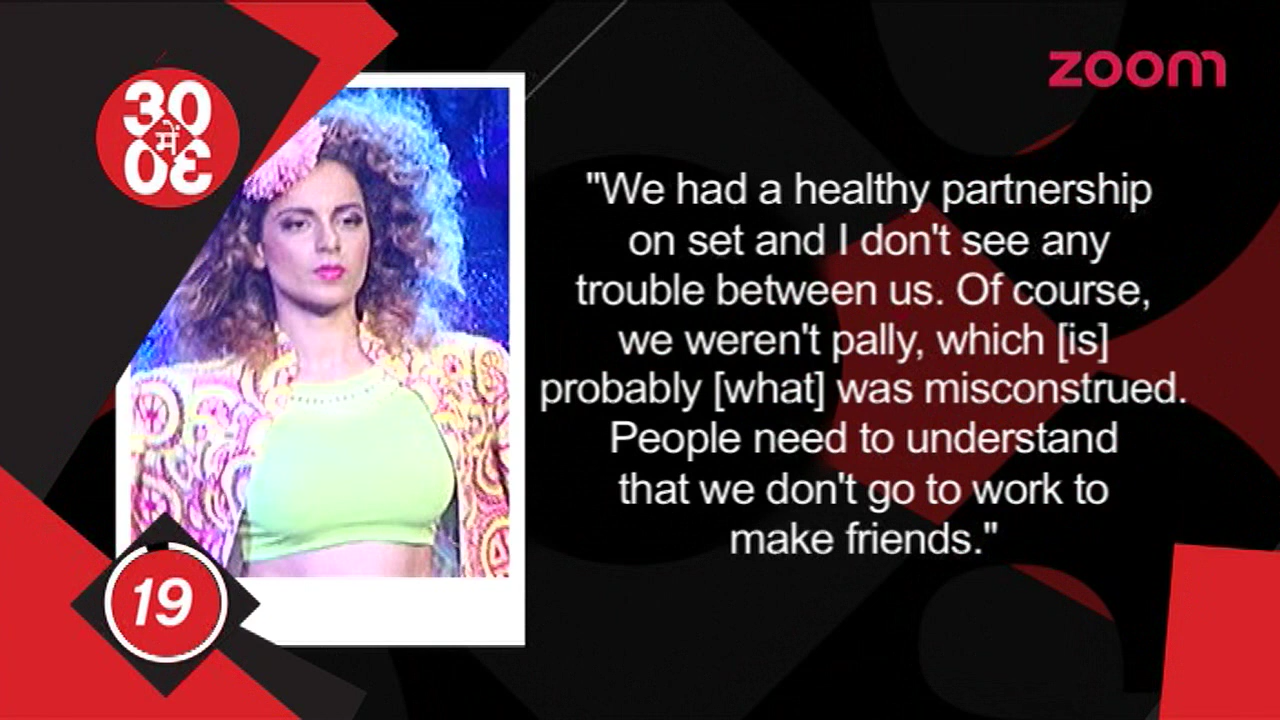 zoom
30
में
30
"We had a healthy partnership
on set and I don't see any
trouble between us. Of course,
we weren't pally, which [is]
probably [what] was misconstrued.
People need to understand
that we don't go to work to
make friends."
19